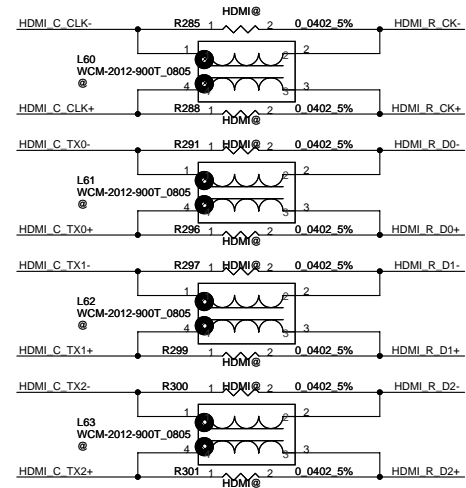 HDMI@
HDMI_C_CLK- R285 1 2 0_0402_5% HDMI_R_CK-
1 2
L60
WCM-2012-900T_0805
@
4 3
HDMI_C_CLK+ R288 1 2 0_0402_5% HDMI_R_CK+
HDMI@
HDMI_C_TX0- R291 1 HDMI@ 2 0_0402_5% HDMI_R_D0-
1 2
L61
WCM-2012-900T_0805
@
4 3
HDMI_C_TX0+ R296 1 2 0_0402_5% HDMI_R_D0+
HDMI@
HDMI_C_TX1- R297 1 HDMI@ 2 0_0402_5% HDMI_R_D1-
1 2
L62
WCM-2012-900T_0805
@
4 3
HDMI_C_TX1+ R299 1 2 0_0402_5% HDMI_R_D1+
HDMI@
HDMI_C_TX2- R300 1 HDMI@ 2 0_0402_5% HDMI_R_D2-
1 2
L63
WCM-2012-900T_0805
@
4 3
HDMI_C_TX2+ R301 1 2 0_0402_5% HDMI_R_D2+
HDMI@